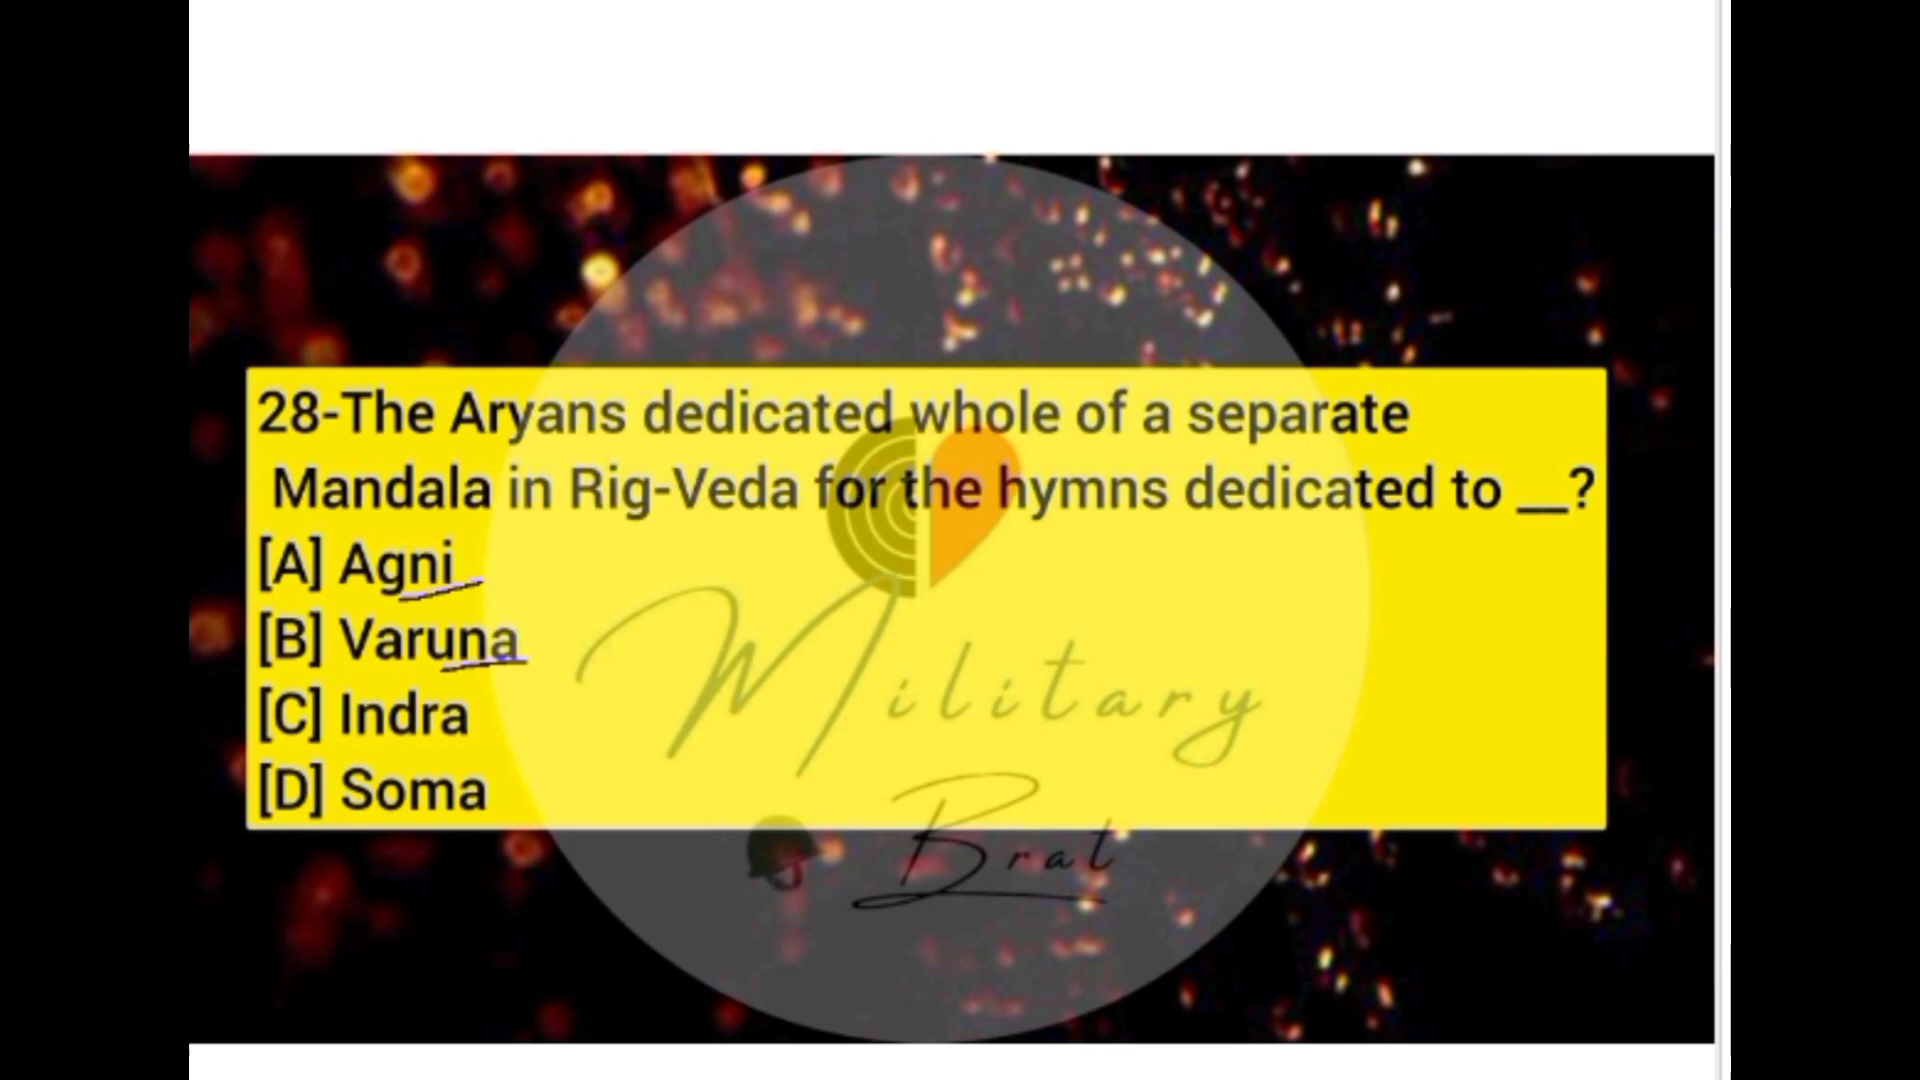 28-The Aryans dedicated whole of a separate
Mandala in Rig-Veda for the hymns dedicated to __?
[A] Agni
[B] Varuna
[C] Indra
[D] Soma
Military
Brat